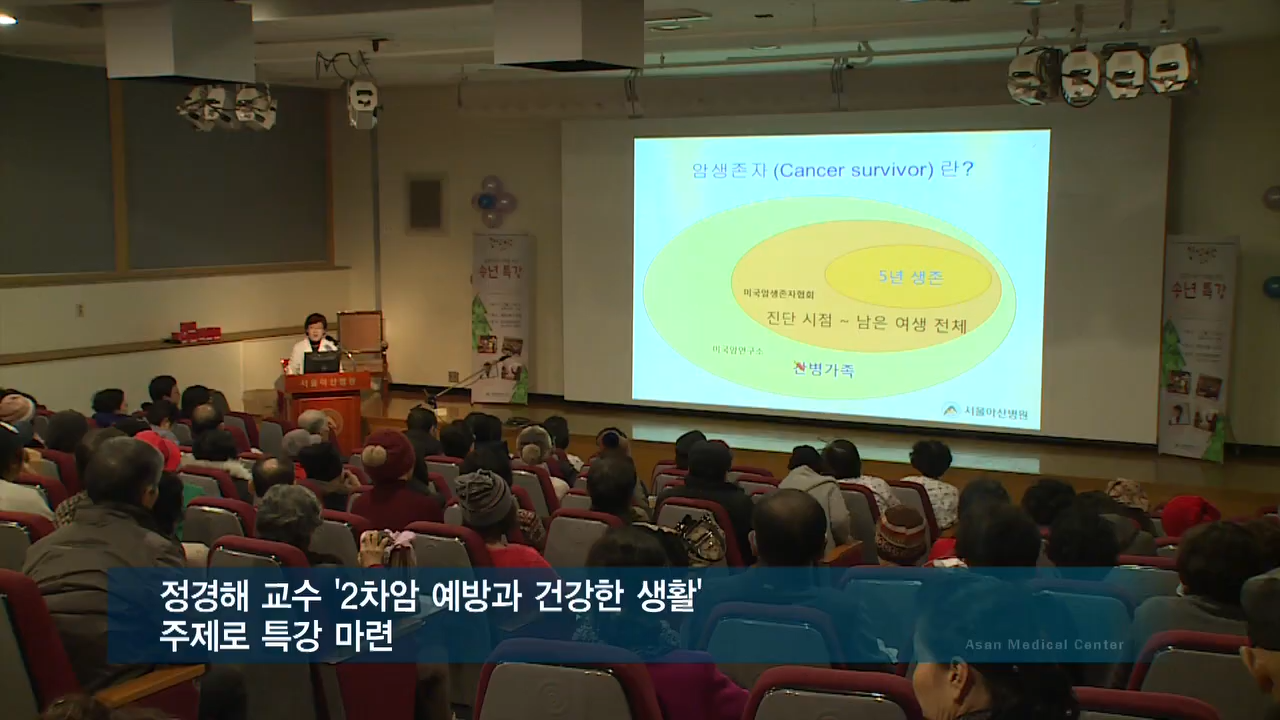 암생존자 (Cancer survivor) 란?
5년 생존
미국암생존자협회
진단 시점 ~ 남은 여생 전체
미국암연구소
간병가족
서울아산병원
송년 특강
송년 특강
서울아산병원
정경해 교수 '2차암 예방과 건강한 생활'
주제로 특강 마련
Asan Medical Center